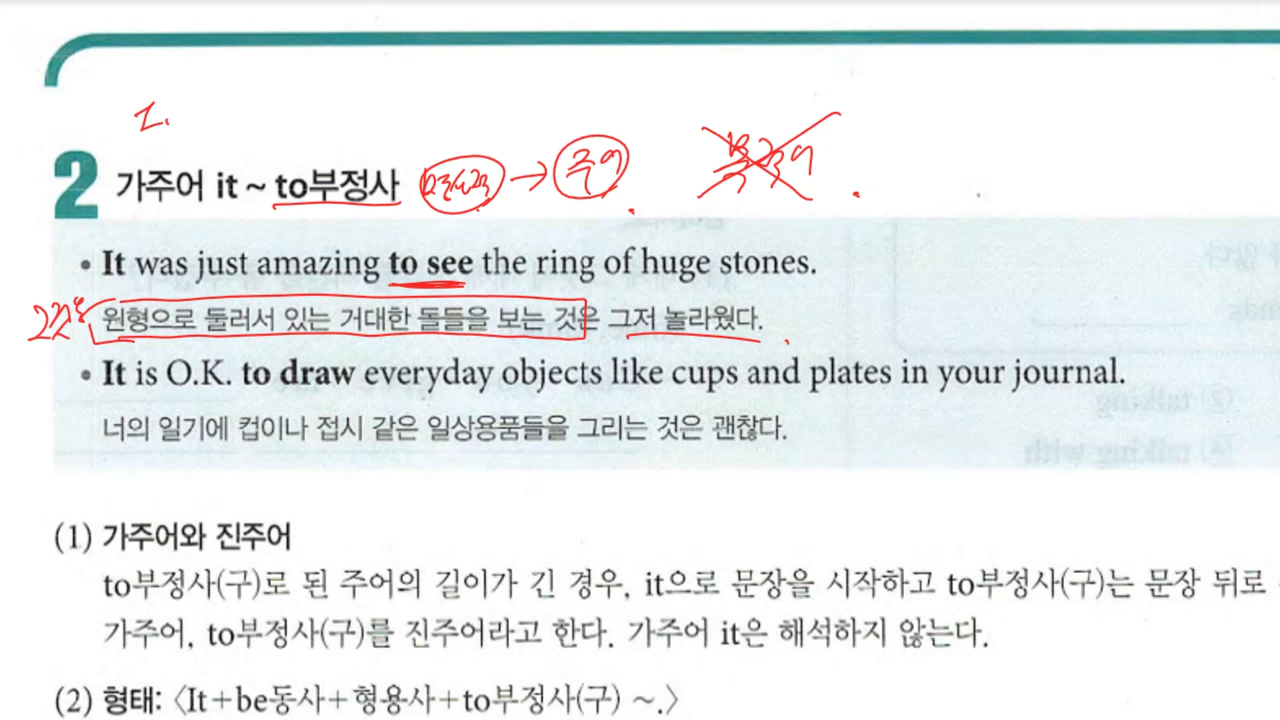 I.
2 가주어 it ~ to부정사 → 주어
• It was just amazing to see the ring of huge stones.
원형으로 둘러서 있는 거대한 돌들을 보는 것은 그저 놀라웠다.
• It is O.K. to draw everyday objects like cups and plates in your journal.
너의 일기에 컵이나 접시 같은 일상용품들을 그리는 것은 괜찮다.
(1) 가주어와 진주어
to부정사(구)로 된 주어의 길이가 긴 경우, it으로 문장을 시작하고 to부정사(구)는 문장 뒤로
가주어, to부정사(구)를 진주어라고 한다. 가주어 it은 해석하지 않는다.
(2) 형태: 〈It+be동사+형용사+to부정사(구) ~.〉